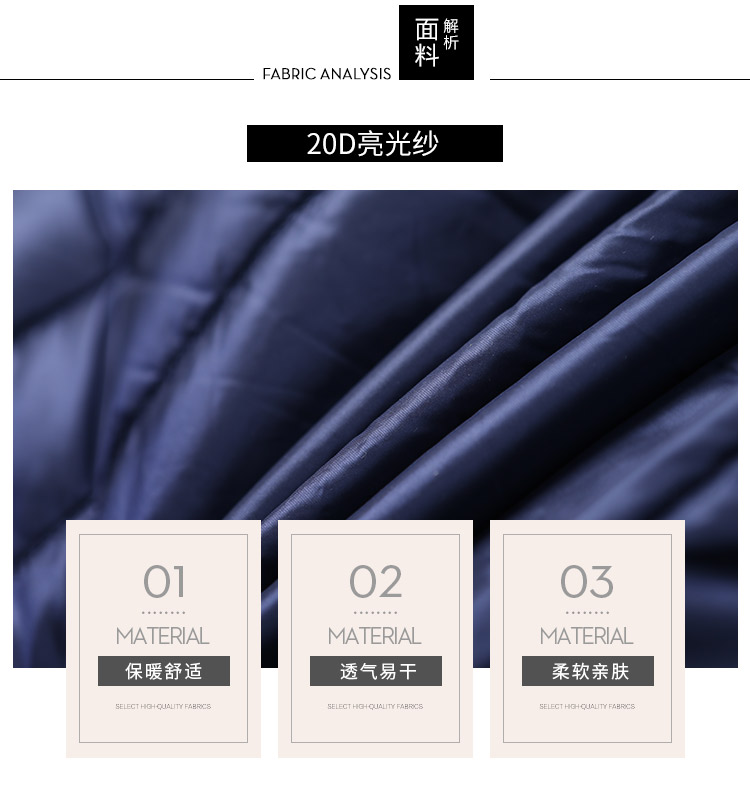 FABRIC ANALYSIS
面料
解析
20D亮光纱
01
MATERIAL
保暖舒适
SELECT HIGH-QUALITY FABRICS
02
MATERIAL
透气易干
SELECT HIGH-QUALITY FABRICS
03
MATERIAL
柔软亲肤
SELECT HIGH-QUALITY FABRICS